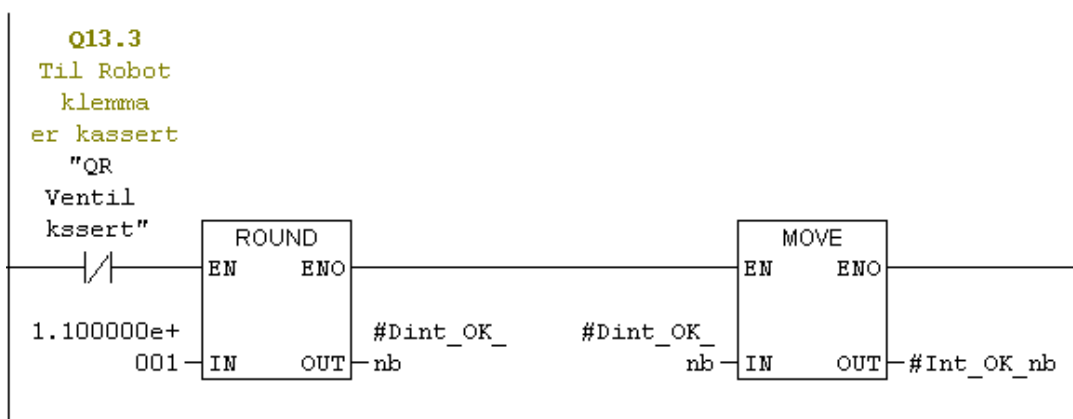 Q13.3
Til Robot
klemma
er kassert
"QR
Ventil
kssert"
ROUND
EN ENO
1.100000e+
001 IN OUT
#Dint_OK_
nb
MOVE
EN ENO
#Dint_OK_
nb IN OUT #Int_OK_nb